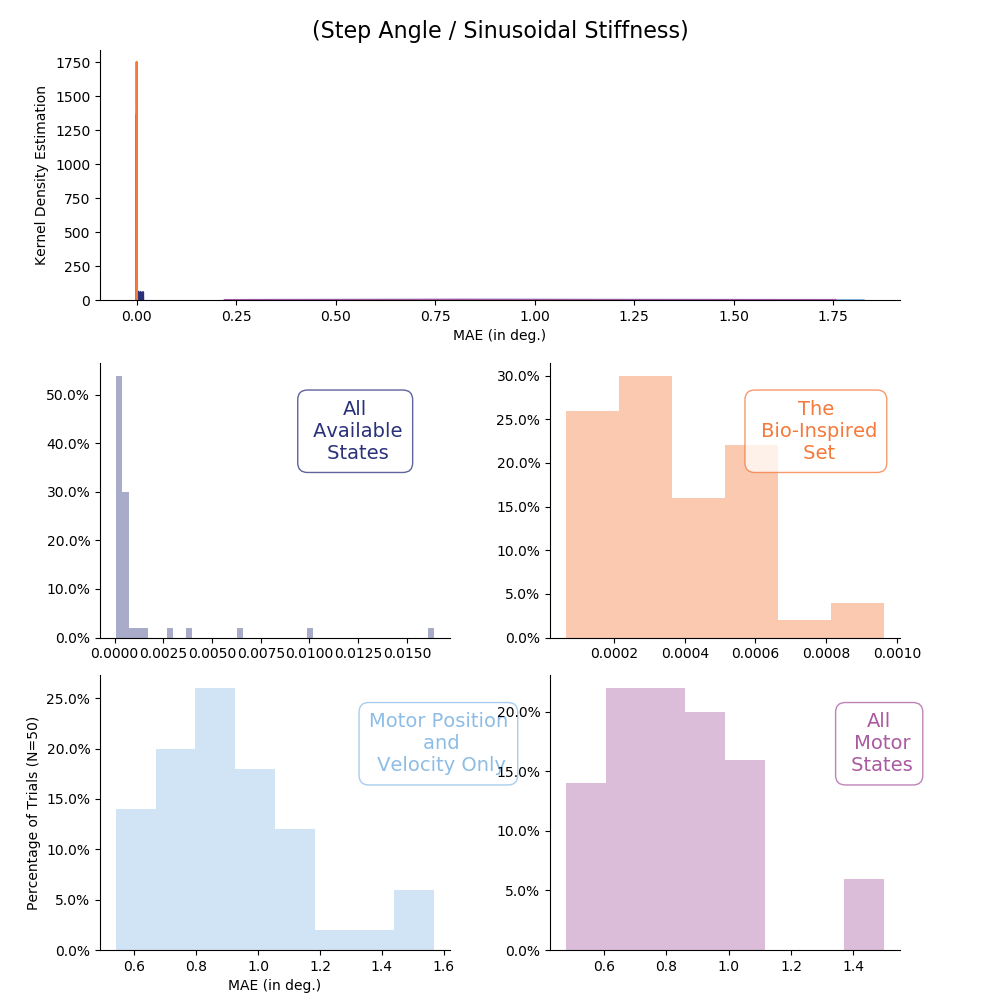 (Step Angle / Sinusoidal Stiffness)
Kernel Density Estimation
1750
1500
1250
1000
750
500
250
0
0.00 0.25 0.50 0.75 1.00 1.25 1.50 1.75
MAE (in deg.)
50.0%
40.0%
30.0%
20.0%
10.0%
0.0%
All
Available
States
0.0000 0.0025 0.0050 0.0075 0.0100 0.0125 0.0150
30.0%
25.0%
20.0%
15.0%
10.0%
5.0%
0.0%
The
Bio-Inspired
Set
0.0002 0.0004 0.0006 0.0008 0.0010
Percentage of Trials (N=50)
25.0%
20.0%
15.0%
10.0%
5.0%
0.0%
Motor Position
and
Velocity Only
0.6 0.8 1.0 1.2 1.4 1.6
MAE (in deg.)
20.0%
15.0%
10.0%
5.0%
0.0%
All
Motor
States
0.6 0.8 1.0 1.2 1.4